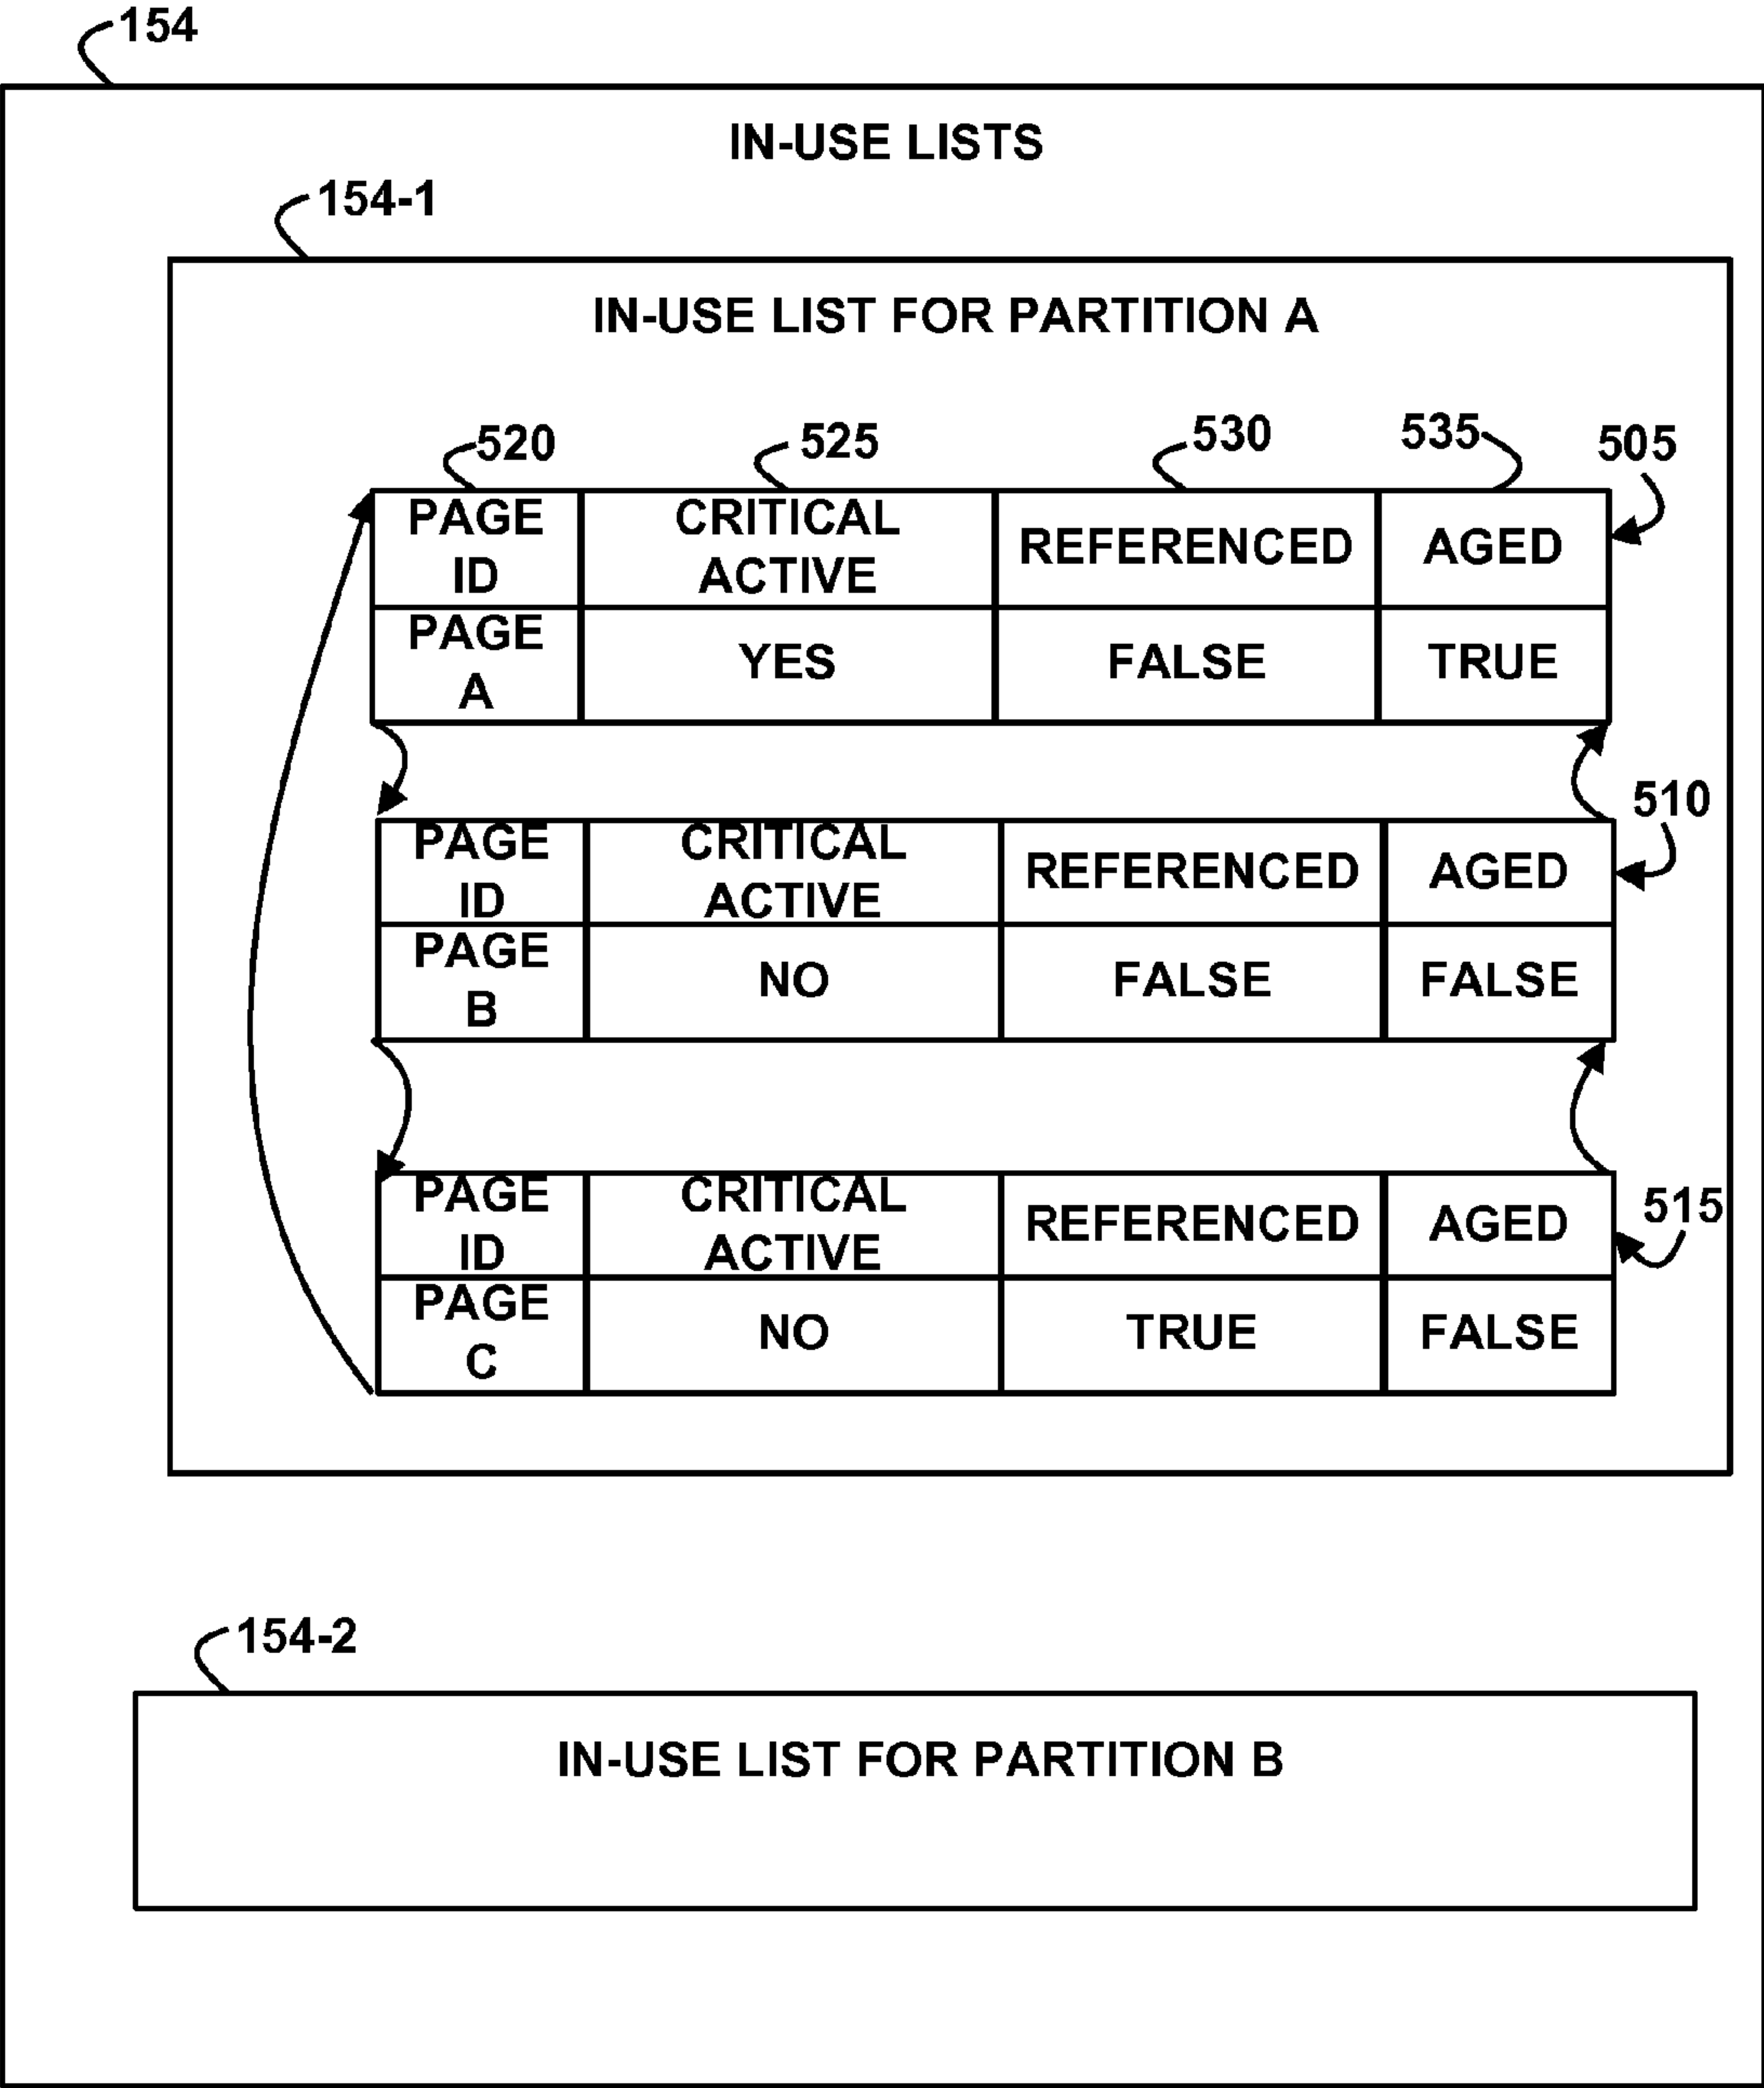 154
IN-USE LISTS
154-1
IN-USE LIST FOR PARTITION A
520 525 530 535 505
PAGE ID CRITICAL ACTIVE REFERENCED AGED
PAGE A YES FALSE TRUE
510
PAGE ID CRITICAL ACTIVE REFERENCED AGED
PAGE B NO FALSE FALSE
515
PAGE ID CRITICAL ACTIVE REFERENCED AGED
PAGE C NO TRUE FALSE
154-2
IN-USE LIST FOR PARTITION B